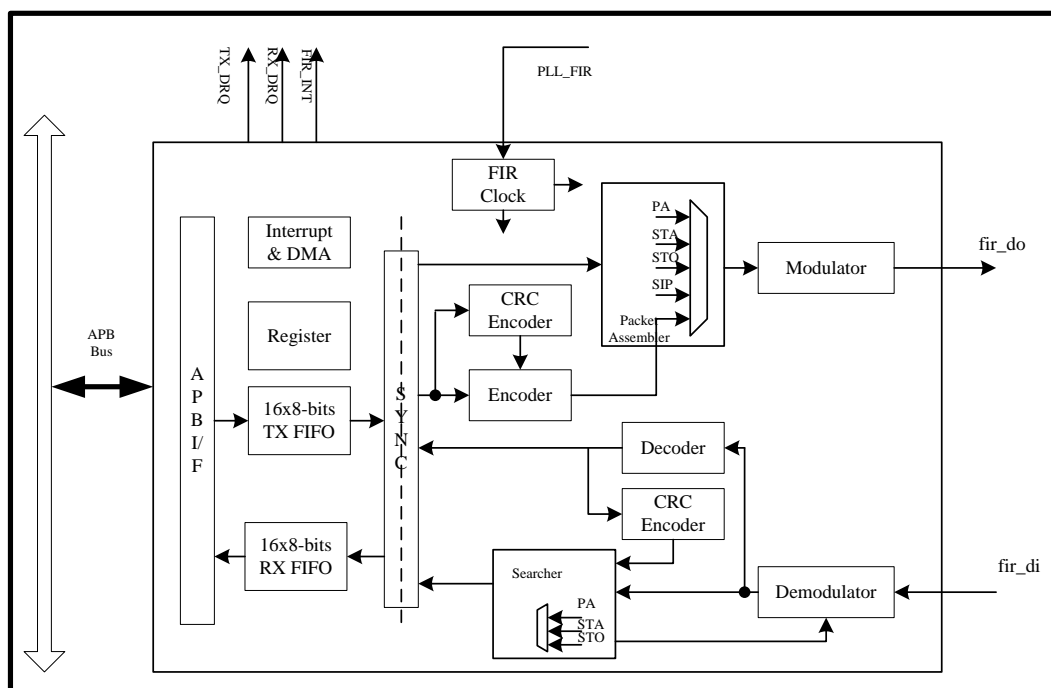 TX_DRQ
RX_DRQ
FIR_INT
PLL_FIR
FIR
Clock
Interrupt
& DMA
Register
APB
Bus
A
P
B
I/
F
16x8-bits
TX FIFO
16x8-bits
RX FIFO
S
Y
N
C
CRC
Encoder
Encoder
PA
STA
STO
SIP
Packet
Assembler
Modulator
fir_do
Decoder
CRC
Encoder
Searcher
PA
STA
STO
Demodulator
fir_di